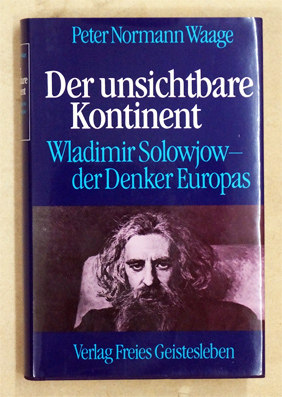 Peter Normann Waage
Der unsichtbare
Kontinent
Wladimir Solowjow—
der Denker Europas
Verlag Freies Geistesleben